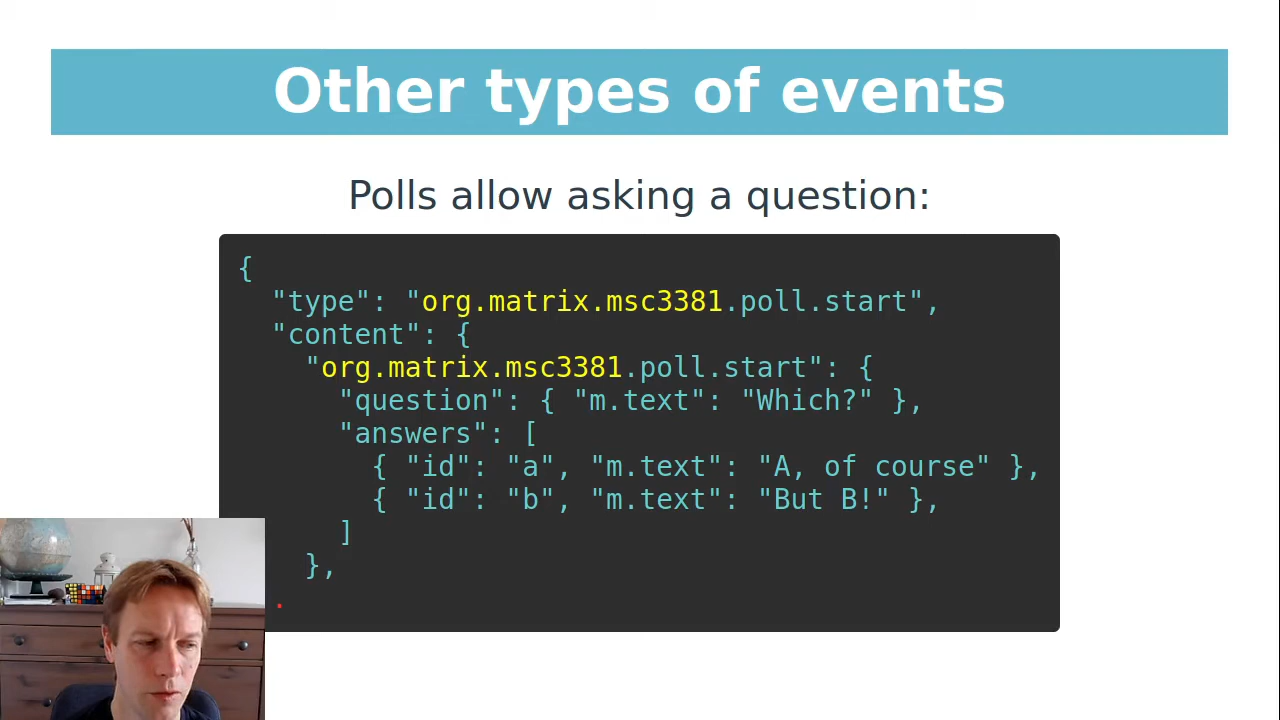 Other types of events
Polls allow asking a question:
{
"type": "org.matrix.msc3381.poll.start",
"content": {
"org.matrix.msc3381.poll.start": {
"question": { "m.text": "Which?" },
"answers": [
{ "id": "a", "m.text": "A, of course" },
{ "id": "b", "m.text": "But B!" },
]
},
.